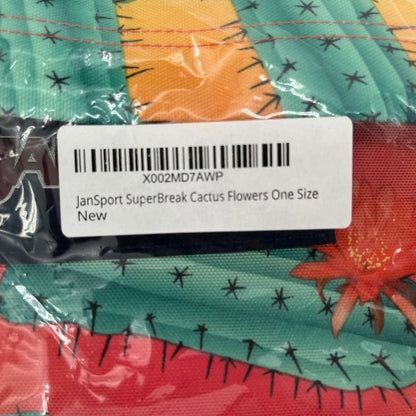 X002MD7AWP
JanSport SuperBreak Cactus Flowers One Size
New